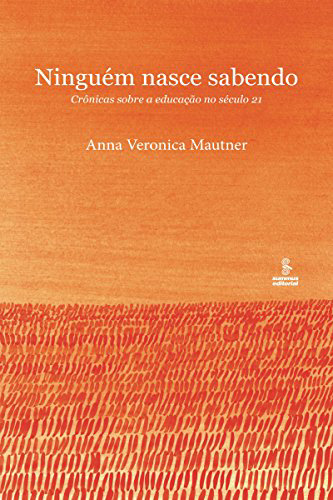 Ninguém nasce sabendo
Crônicas sobre a educação no século 21
Anna Veronica Mautner
summus
editorial